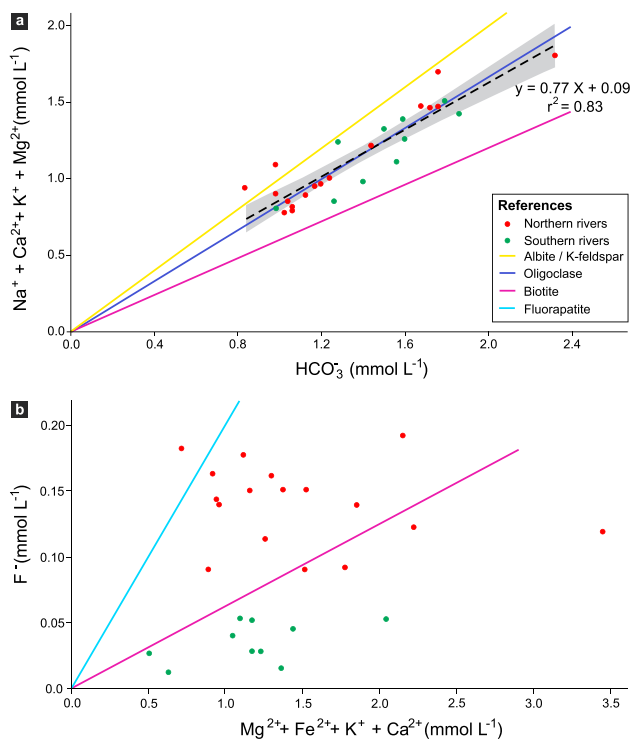 a
2.0
1.5
1.0
0.5
0.0
Na⁺ + Ca²⁺+ K⁺ + Mg²⁺(mmol L⁻¹)
y = 0.77 X + 0.09
r² = 0.83
References
Northern rivers
Southern rivers
Albite / K-feldspar
Oligoclase
Biotite
Fluorapatite
0.0 0.4 0.8 1.2 1.6 2.0 2.4
HCO₃⁻ (mmol L⁻¹)
b
0.20
0.15
0.10
0.05
0.0
F⁻(mmol L⁻¹)
0.0 0.5 1.0 1.5 2.0 2.5 3.0 3.5
Mg²⁺+ Fe²⁺+ K⁺ + Ca²⁺(mmol L⁻¹)